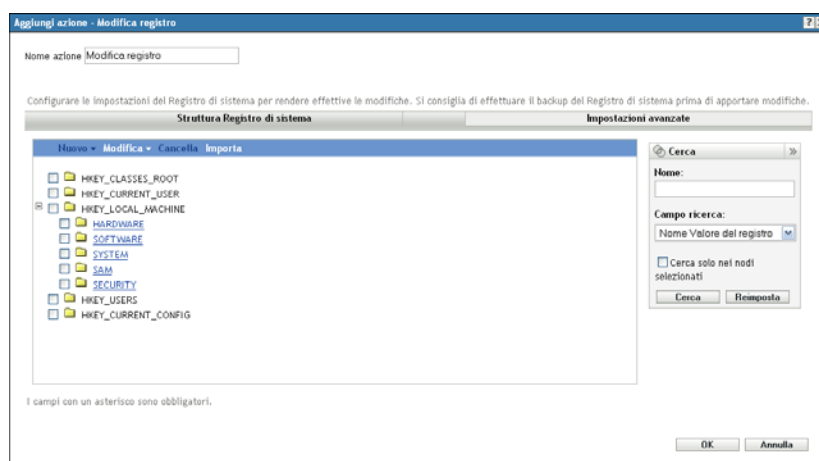 Aggiungi azione - Modifica registro
Nome azione Modifica registro
Configurare le impostazioni del Registro di sistema per rendere effettive le modifiche. Si consiglia di effettuare il backup del Registro di sistema prima di apportare modifiche.
Struttura Registro di sistema
Impostazioni avanzate
Nuovo Modifica Cancella Importa
HKEY_CLASSES_ROOT
HKEY_CURRENT_USER
HKEY_LOCAL_MACHINE
HARDWARE
SOFTWARE
SYSTEM
SAM
SECURITY
HKEY_USERS
HKEY_CURRENT_CONFIG
Cerca
Nome:
Campo ricerca:
Nome Valore del registro
Cerca solo nei nodi
selezionati
Cerca Reimposta
I campi con un asterisco sono obbligatori.
OK Annulla